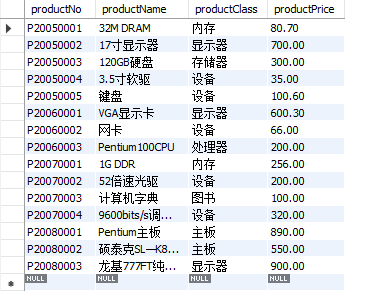 productNo productName productClass productPrice
P20050001 32M DRAM 内存 80.70
P20050002 17寸显示器 显示器 700.00
P20050003 120GB硬盘 存储器 300.00
P20050004 3.5寸软驱 设备 35.00
P20050005 键盘 设备 100.60
P20060001 VGA显示卡 显示器 600.30
P20060002 网卡 设备 66.00
P20060003 Pentium100CPU 处理器 200.00
P20070001 1G DDR 内存 256.00
P20070002 52倍速光驱 设备 200.00
P20070003 计算机字典 图书 100.00
P20070004 9600bits/s调... 设备 320.00
P20080001 Pentium主板 主板 890.00
P20080002 硕泰克SL—K8... 主板 550.00
P20080003 龙基777FT纯... 显示器 900.00
NULL NULL NULL NULL